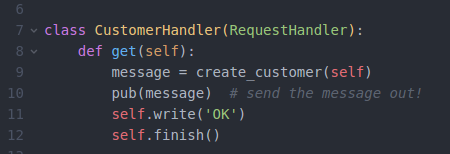 6
7 class CustomerHandler(RequestHandler):
8 def get(self):
9 message = create_customer(self)
10 pub(message)  # send the message out!
11 self.write('OK')
12 self.finish()